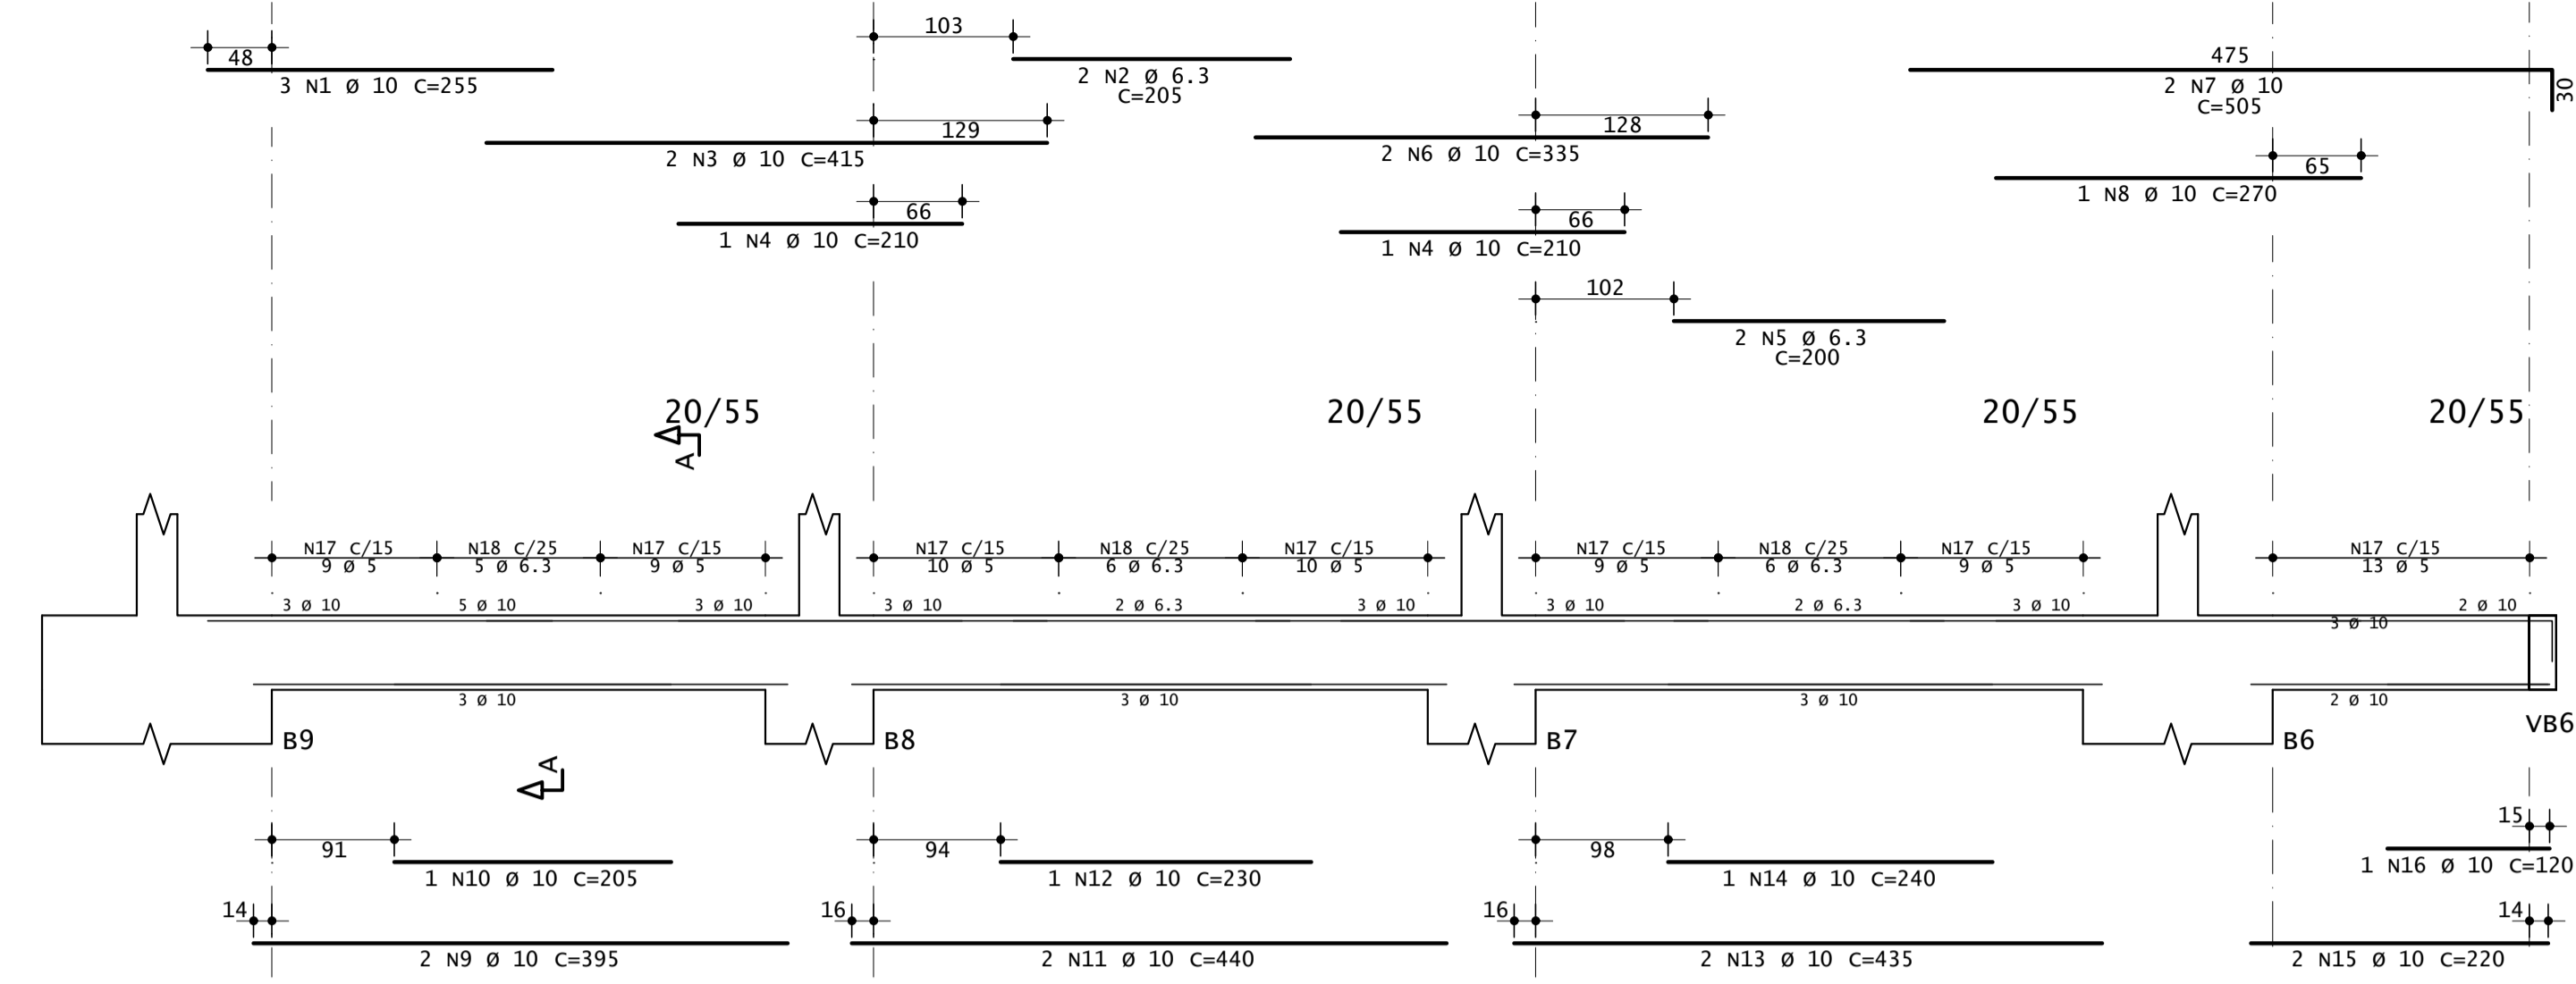 103
48
3 N1 Ø 10 C=255
2 N2 Ø 6.3
C=205
475
2 N7 Ø 10
C=505
30
129
2 N3 Ø 10 C=415
128
2 N6 Ø 10 C=335
65
1 N8 Ø 10 C=270
66
1 N4 Ø 10 C=210
66
1 N4 Ø 10 C=210
102
2 N5 Ø 6.3
C=200
20/55
20/55
20/55
20/55
A
N17 C/15
9 Ø 5
N18 C/25
5 Ø 6.3
N17 C/15
9 Ø 5
N17 C/15
10 Ø 5
N18 C/25
6 Ø 6.3
N17 C/15
10 Ø 5
N17 C/15
9 Ø 5
N18 C/25
6 Ø 6.3
N17 C/15
9 Ø 5
N17 C/15
13 Ø 5
3 Ø 10
5 Ø 10
3 Ø 10
3 Ø 10
2 Ø 6.3
3 Ø 10
3 Ø 10
2 Ø 6.3
3 Ø 10
2 Ø 10
3 Ø 10
3 Ø 10
3 Ø 10
3 Ø 10
2 Ø 10
B9
B8
B7
B6
VB6
A
91
1 N10 Ø 10 C=205
94
1 N12 Ø 10 C=230
98
1 N14 Ø 10 C=240
15
1 N16 Ø 10 C=120
14
2 N9 Ø 10 C=395
16
2 N11 Ø 10 C=440
16
2 N13 Ø 10 C=435
14
2 N15 Ø 10 C=220